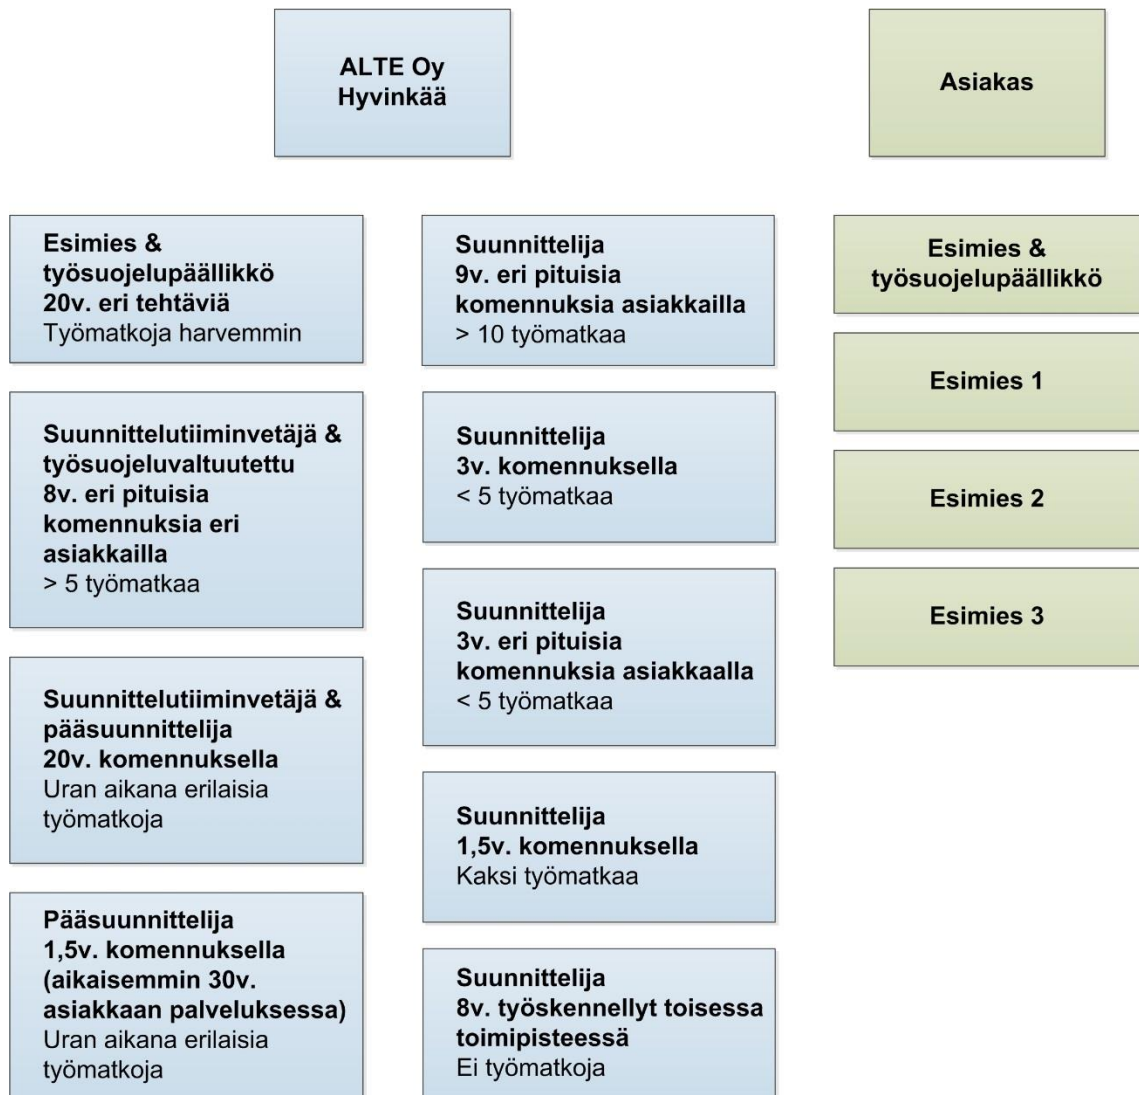 ALTE Oy
Hyvinkää
Asiakas
Esimies &
työsuojelupäällikkö
20v. eri tehtäviä
Työmatkoja harvemmin
Suunnittelutiiminvetäjä &
työsuojeluvaltuutettu
8v. eri pituisia
komennuksia eri
asiakkailla
> 5 työmatkaa
Suunnittelutiiminvetäjä &
pääsuunnittelija
20v. komennuksella
Uran aikana erilaisia
työmatkoja
Pääsuunnittelija
1,5v. komennuksella
(aikaisemmin 30v.
asiakkaan palveluksessa)
Uran aikana erilaisia
työmatkoja
Suunnittelija
9v. eri pituisia
komennuksia asiakkailla
> 10 työmatkaa
Suunnittelija
3v. komennuksella
< 5 työmatkaa
Suunnittelija
3v. eri pituisia
komennuksia asiakkaalla
< 5 työmatkaa
Suunnittelija
1,5v. komennuksella
Kaksi työmatkaa
Suunnittelija
8v. työskennellyt toisessa
toimipisteessä
Ei työmatkoja
Esimies &
työsuojelupäällikkö
Esimies 1
Esimies 2
Esimies 3